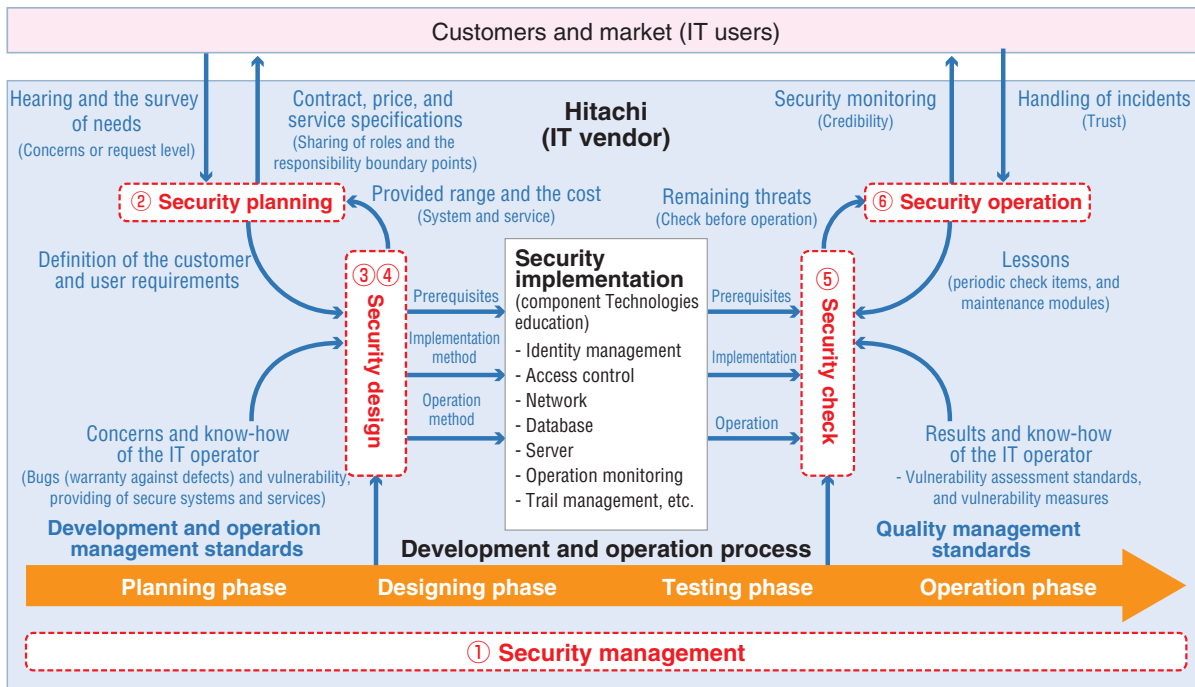 Customers and market (IT users)
Hearing and the survey
of needs
(Concerns or request level)
Contract, price, and
service specifications
(Sharing of roles and the
responsibility boundary points)
Hitachi
(IT vendor)
Security monitoring
(Credibility)
Handling of incidents
(Trust)
② Security planning
Provided range and the cost
(System and service)
Remaining threats
(Check before operation)
⑥ Security operation
Definition of the customer
and user requirements
③④ Security design
Prerequisites
Implementation
method
Operation
method
Security
implementation
(component Technologies
education)
- Identity management
- Access control
- Network
- Database
- Server
- Operation monitoring
- Trail management, etc.
Prerequisites
Implementation
Operation
⑤ Security check
Lessons
(periodic check items, and
maintenance modules)
Concerns and know-how
of the IT operator
(Bugs (warranty against defects) and vulnerability,
providing of secure systems and services)
Results and know-how
of the IT operator
- Vulnerability assessment standards,
and vulnerability measures
Development and operation
management standards
Development and operation process
Quality management
standards
Planning phase
Designing phase
Testing phase
Operation phase
① Security management